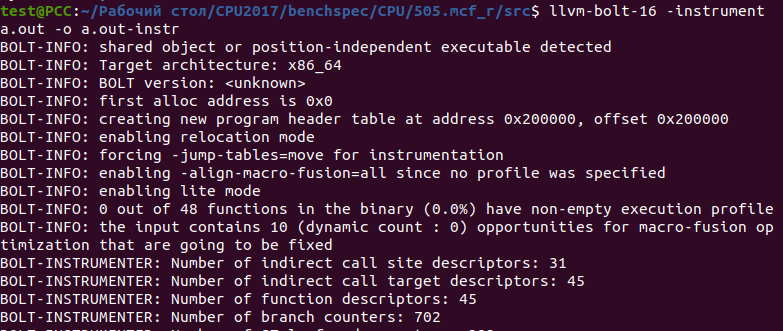 test@PCC:~/Рабочий стол/CPU2017/benchspec/CPU/505.mcf_r/src$ llvm-bolt-16 -instrument
a.out -o a.out-instr
BOLT-INFO: shared object or position-independent executable detected
BOLT-INFO: Target architecture: x86_64
BOLT-INFO: BOLT version: <unknown>
BOLT-INFO: first alloc address is 0x0
BOLT-INFO: creating new program header table at address 0x200000, offset 0x200000
BOLT-INFO: enabling relocation mode
BOLT-INFO: forcing -jump-tables=move for instrumentation
BOLT-INFO: enabling -align-macro-fusion=all since no profile was specified
BOLT-INFO: enabling lite mode
BOLT-INFO: 0 out of 48 functions in the binary (0.0%) have non-empty execution profile
BOLT-INFO: the input contains 10 (dynamic count : 0) opportunities for macro-fusion op
timization that are going to be fixed
BOLT-INSTRUMENTER: Number of indirect call site descriptors: 31
BOLT-INSTRUMENTER: Number of indirect call target descriptors: 45
BOLT-INSTRUMENTER: Number of function descriptors: 45
BOLT-INSTRUMENTER: Number of branch counters: 702